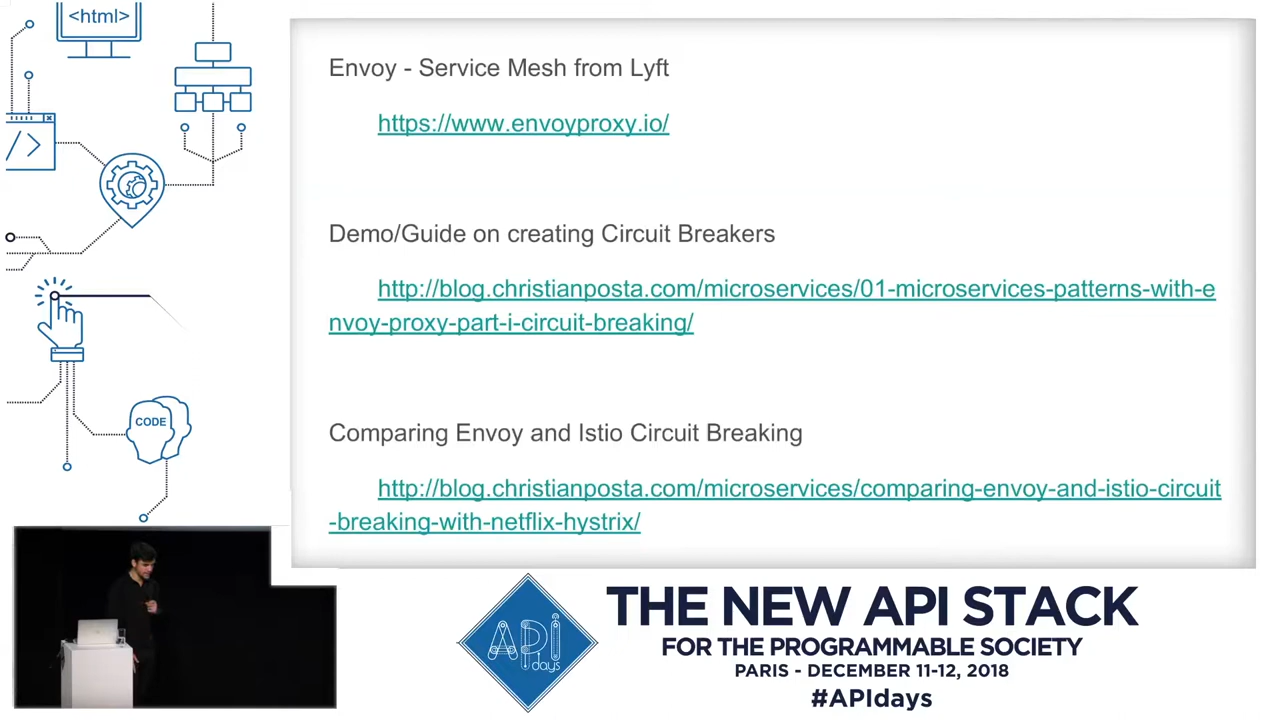 <html>
</>
CODE
Envoy - Service Mesh from Lyft
https://www.envoyproxy.io/
Demo/Guide on creating Circuit Breakers
http://blog.christianposta.com/microservices/01-microservices-patterns-with-e
nvoy-proxy-part-i-circuit-breaking/
Comparing Envoy and Istio Circuit Breaking
http://blog.christianposta.com/microservices/comparing-envoy-and-istio-circuit
-breaking-with-netflix-hystrix/
APi
days
THE NEW API STACK
FOR THE PROGRAMMABLE SOCIETY
PARIS - DECEMBER 11-12, 2018
#APIdays